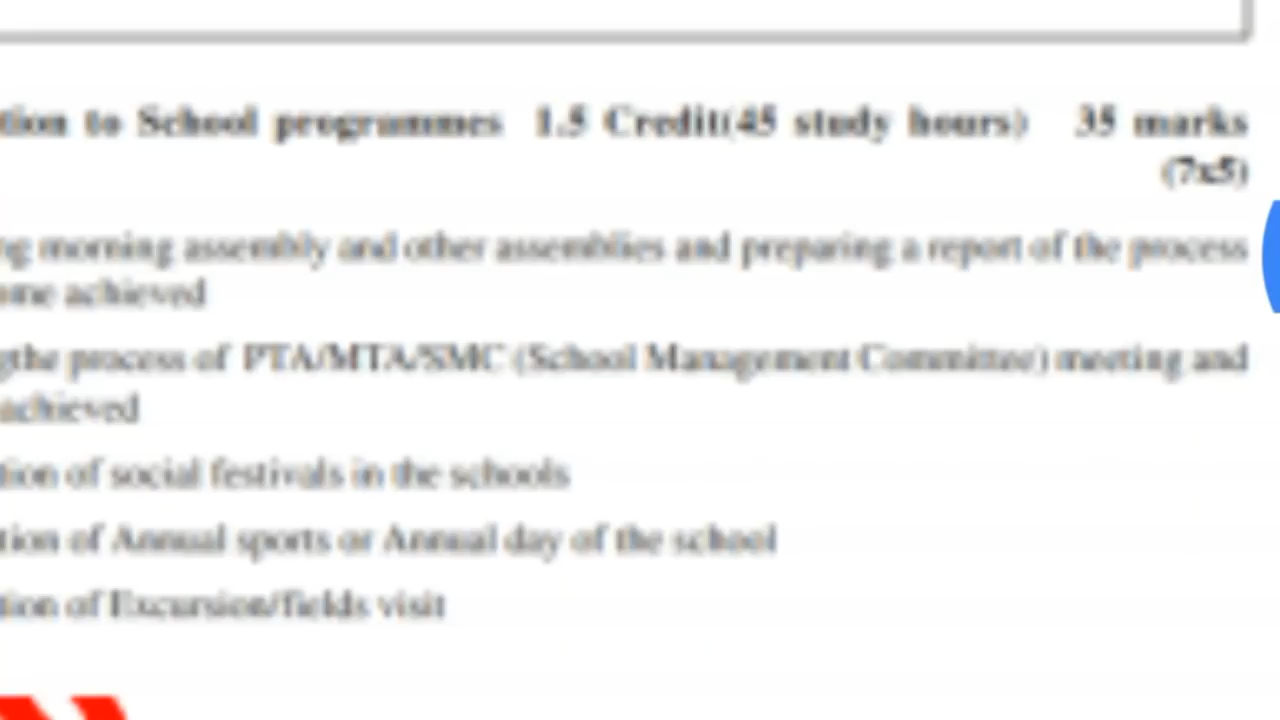 tion to School programmes 1.5 Credit(45 study hours) 35 marks
(7x5)
ng morning assembly and other assemblies and preparing a report of the process
ome achieved
gthe process of PTA/MTA/SMC (School Management Committee) meeting and
achieved
tion of social festivals in the schools
tion of Annual sports or Annual day of the school
tion of Excursion/fields visit